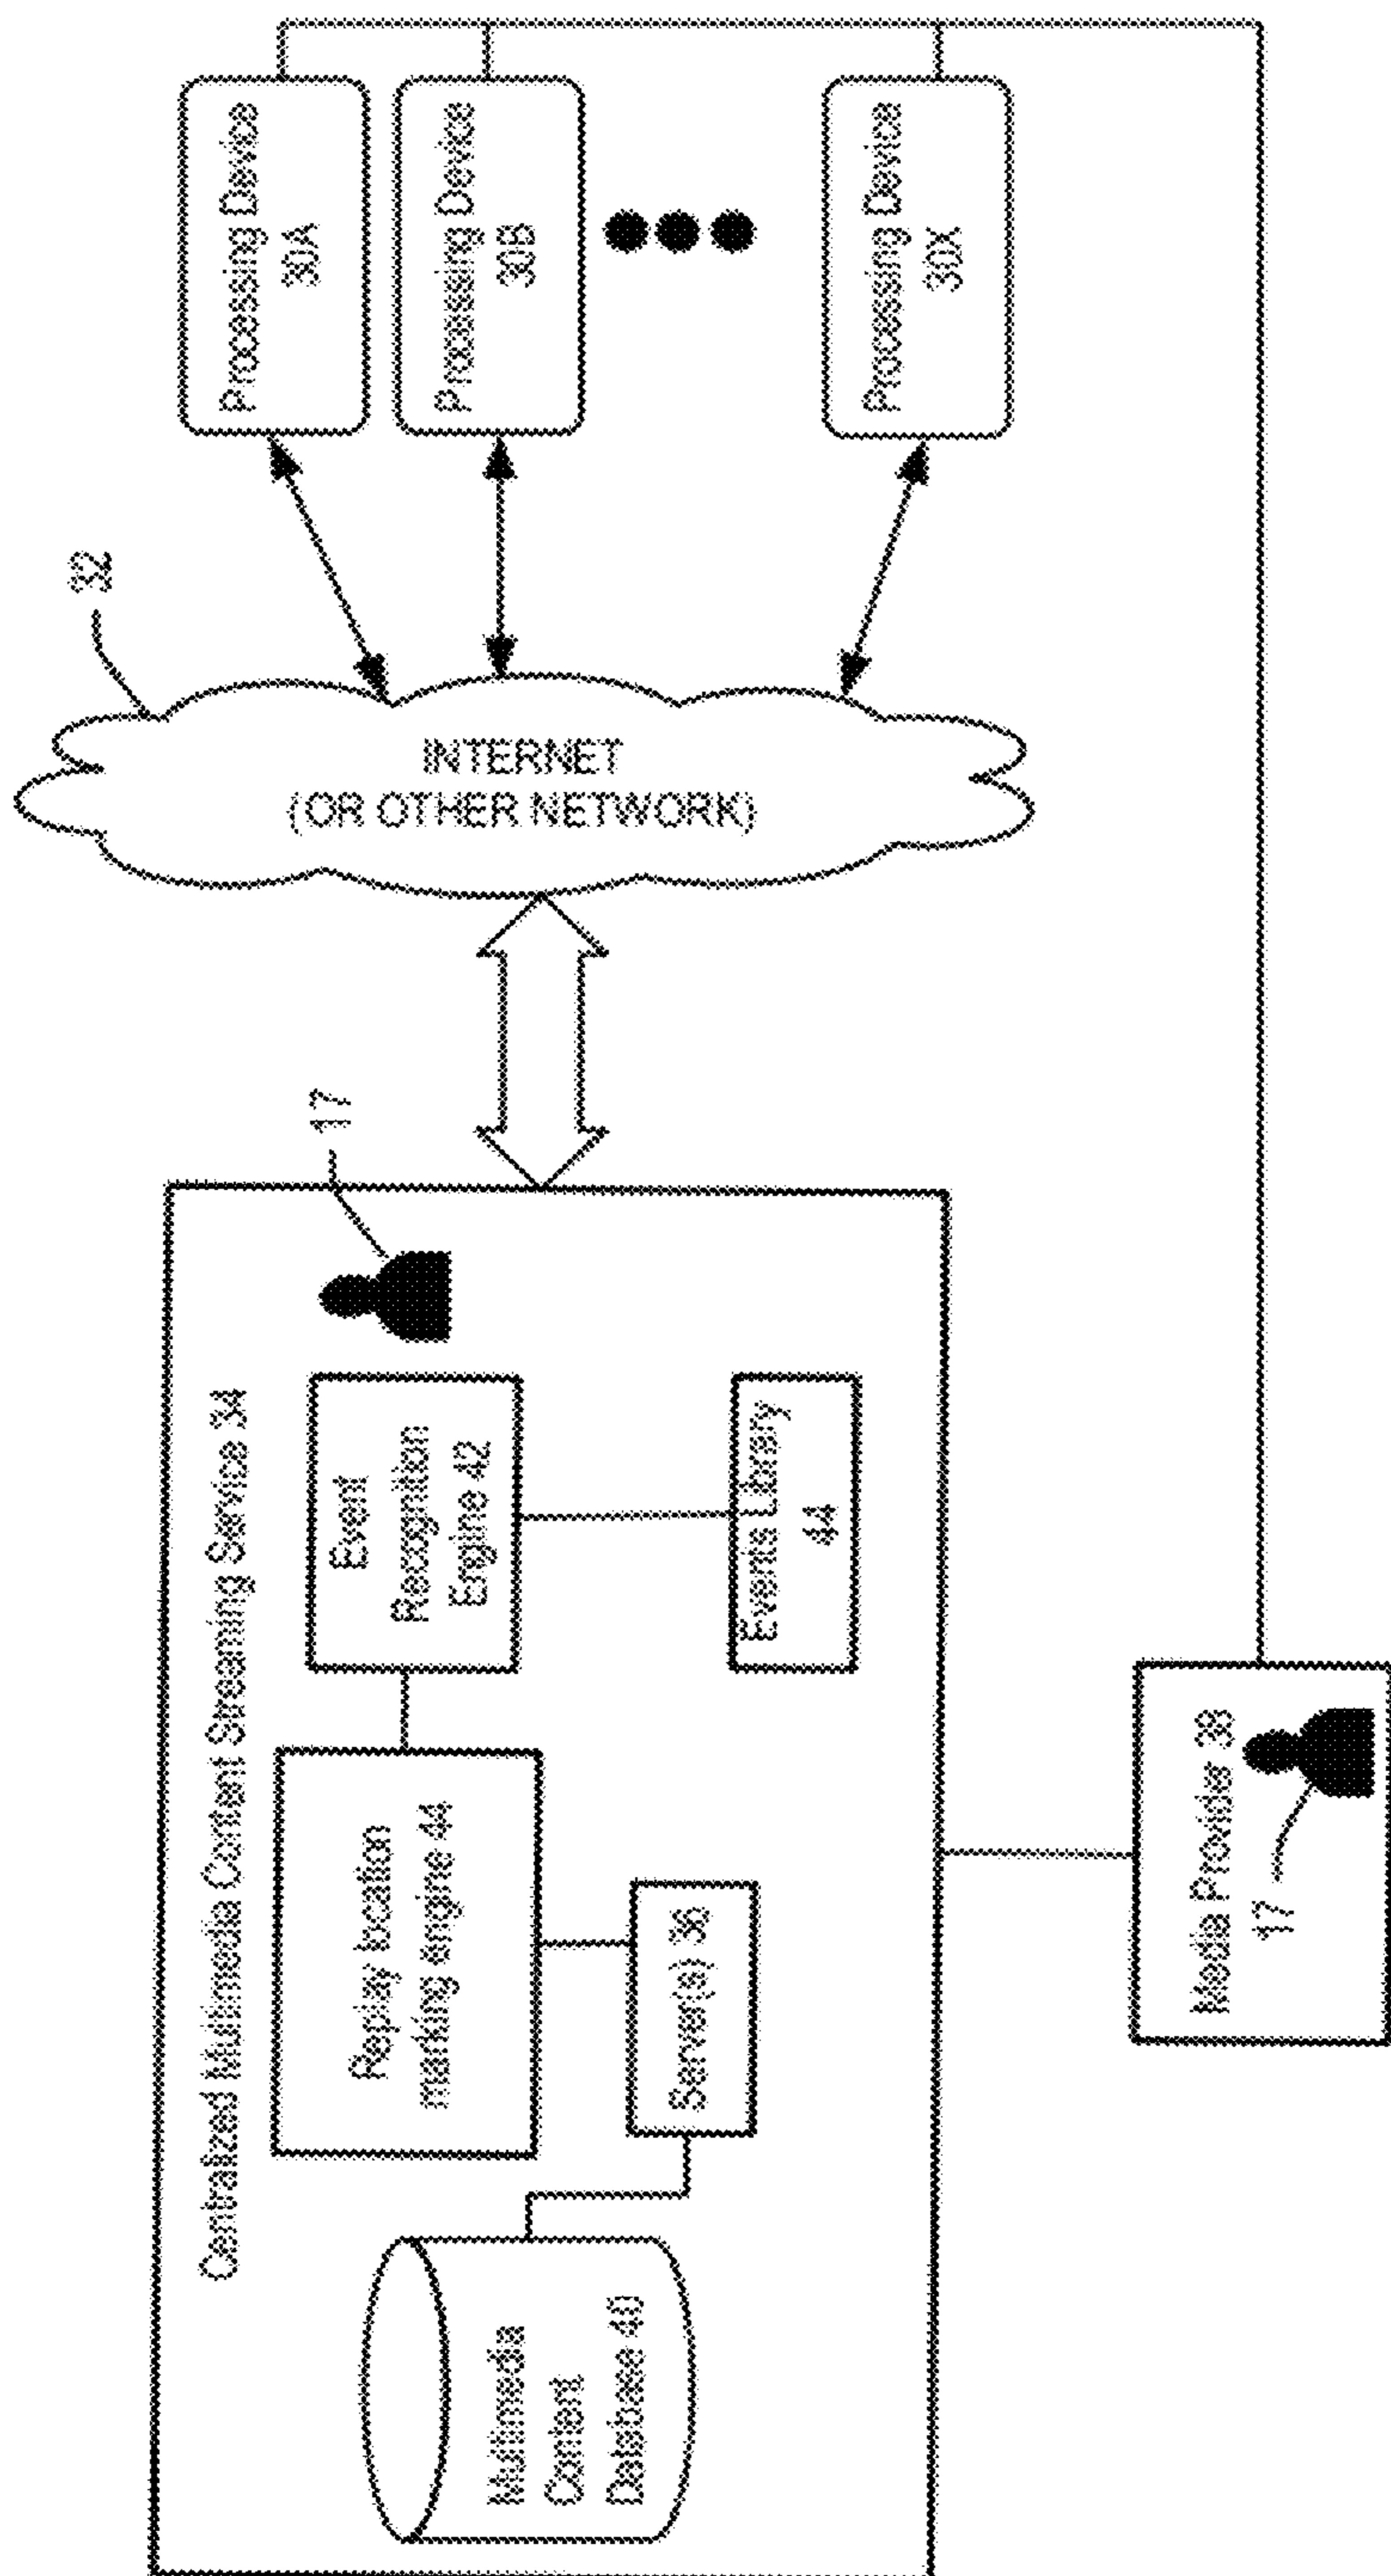 Centralized Multimedia Content Streaming Service 34
Multimedia
Content
Database 40
Replay location
marking engine 44
Server(s) 36
Event
Recognition
Engine 42
Events Library
44
17
Media Provider 38
17
32
INTERNET
(OR OTHER NETWORK)
Processing Device
30A
Processing Device
30B
Processing Device
30X